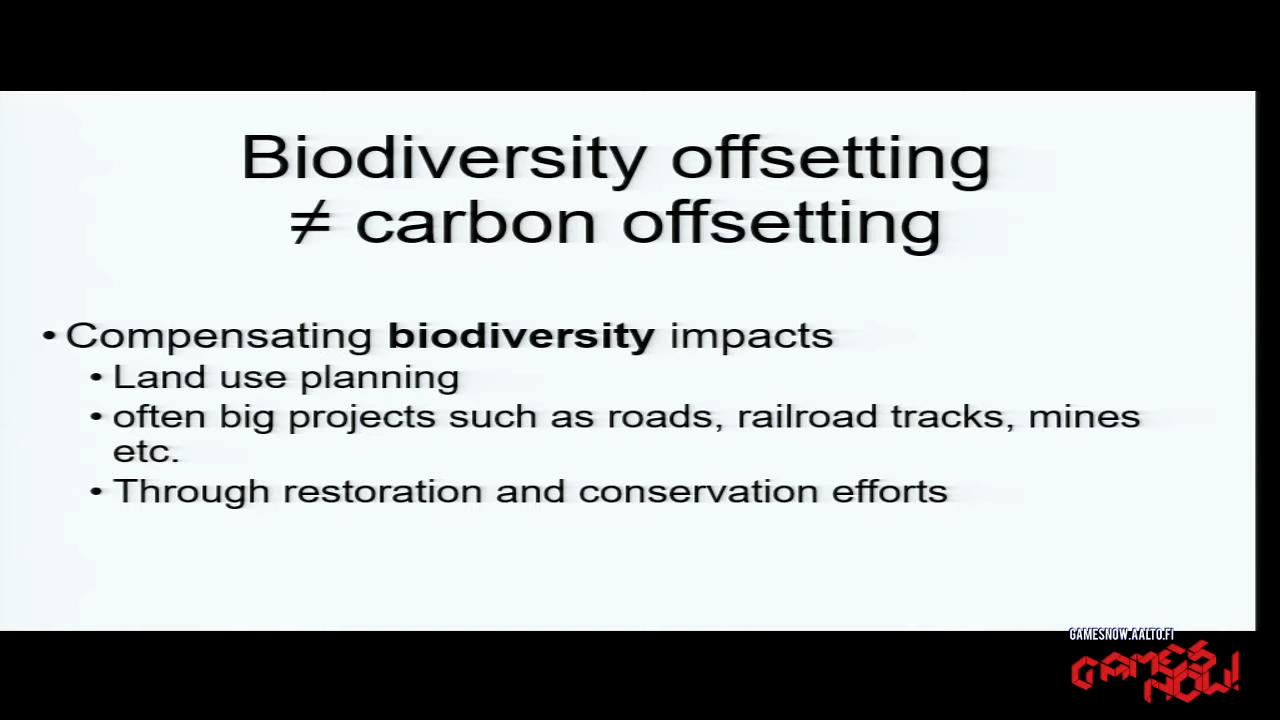 Biodiversity offsetting
≠ carbon offsetting
• Compensating biodiversity impacts
• Land use planning
• often big projects such as roads, railroad tracks, mines
etc.
• Through restoration and conservation efforts
GAMESNOW.AALTO.FI
GAMES
NOW!